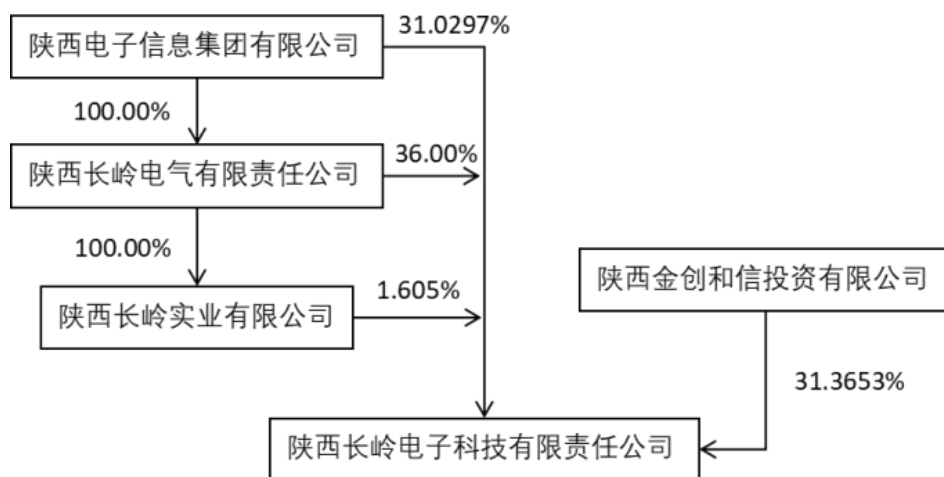 陕西电子信息集团有限公司
31.0297%
100.00%
陕西长岭电气有限责任公司
36.00%
100.00%
陕西长岭实业有限公司
1.605%
陕西金创和信投资有限公司
31.3653%
陕西长岭电子科技有限责任公司